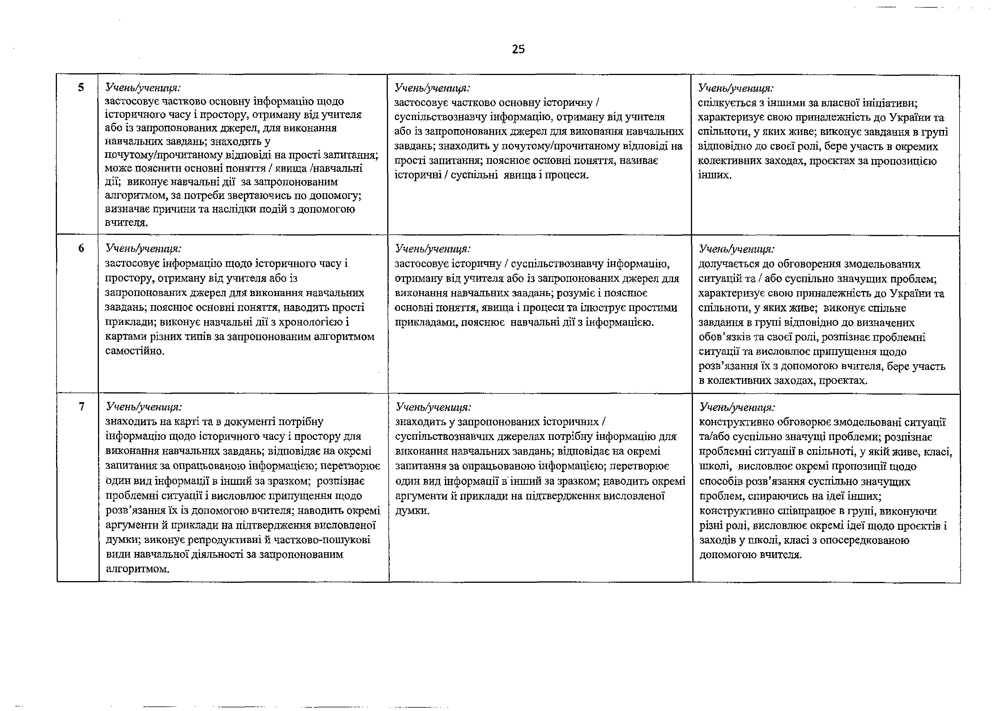 25
5
Учень/учениця:
застосовує частково основну інформацію щодо
історичного часу і простору, отриману від учителя
або із запропонованих джерел, для виконання
навчальних завдань; знаходить у
почутому/прочитаному відповіді на прості запитання;
може пояснити основні поняття / явища /навчальні
дії; виконує навчальні дії за запропонованим
алгоритмом, за потреби звертаючись по допомогу;
визначає причини та наслідки подій з допомогою
вчителя.
Учень/учениця:
застосовує частково основну історичну /
суспільствознавчу інформацію, отриману від учителя
або із запропонованих джерел для виконання навчальних
завдань; знаходить у почутому/прочитаному відповіді на
прості запитання; пояснює основні поняття, називає
історичні / суспільні явища і процеси.
Учень/учениця:
спілкується з іншими за власної ініціативи;
характеризує свою приналежність до України та
спільноти, у яких живе; виконує завдання в групі
відповідно до своєї ролі, бере участь в окремих
колективних заходах, проєктах за пропозицією
інших.
6
Учень/учениця:
застосовує інформацію щодо історичного часу і
простору, отриману від учителя або із
запропонованих джерел для виконання навчальних
завдань; пояснює основні поняття, наводить прості
приклади; виконує навчальні дії з хронологією і
картами різних типів за запропонованим алгоритмом
самостійно.
Учень/учениця:
застосовує історичну / суспільствознавчу інформацію,
отриману від учителя або із запропонованих джерел для
виконання навчальних завдань; розуміє і пояснює
основні поняття, явища і процеси та ілюструє простими
прикладами, пояснює навчальні дії з інформацією.
Учень/учениця:
долучається до обговорення змодельованих
ситуацій та / або суспільно значущих проблем;
характеризує свою приналежність до України та
спільноти, у яких живе; виконує спільне
завдання в групі відповідно до визначених
обов’язків та своєї ролі, розпізнає проблемні
ситуації та висловлює припущення щодо
розв’язання їх з допомогою вчителя, бере участь
в колективних заходах, проєктах.
7
Учень/учениця:
знаходить на карті та в документі потрібну
інформацію щодо історичного часу і простору для
виконання навчальних завдань; відповідає на окремі
запитання за опрацьованою інформацією; перетворює
один вид інформації в інший за зразком; розпізнає
проблемні ситуації і висловлює припущення щодо
розв’язання їх із допомогою вчителя; наводить окремі
аргументи й приклади на підтвердження висловленої
думки; виконує репродуктивні й частково-пошукові
види навчальної діяльності за запропонованим
алгоритмом.
Учень/учениця:
знаходить у запропонованих історичних /
суспільствознавчих джерелах потрібну інформацію для
виконання навчальних завдань; відповідає на окремі
запитання за опрацьованою інформацією; перетворює
один вид інформації в інший за зразком; наводить окремі
аргументи й приклади на підтвердження висловленої
думки.
Учень/учениця:
конструктивно обговорює змодельовані ситуації
та/або суспільно значущі проблеми; розпізнає
проблемні ситуації в спільноті, у якій живе, класі,
школі, висловлює окремі пропозиції щодо
способів розв’язання суспільно значущих
проблем, спираючись на ідеї інших;
конструктивно співпрацює в групі, виконуючи
різні ролі, висловлює окремі ідеї щодо проєктів і
заходів у школі, класі з опосередкованою
допомогою вчителя.